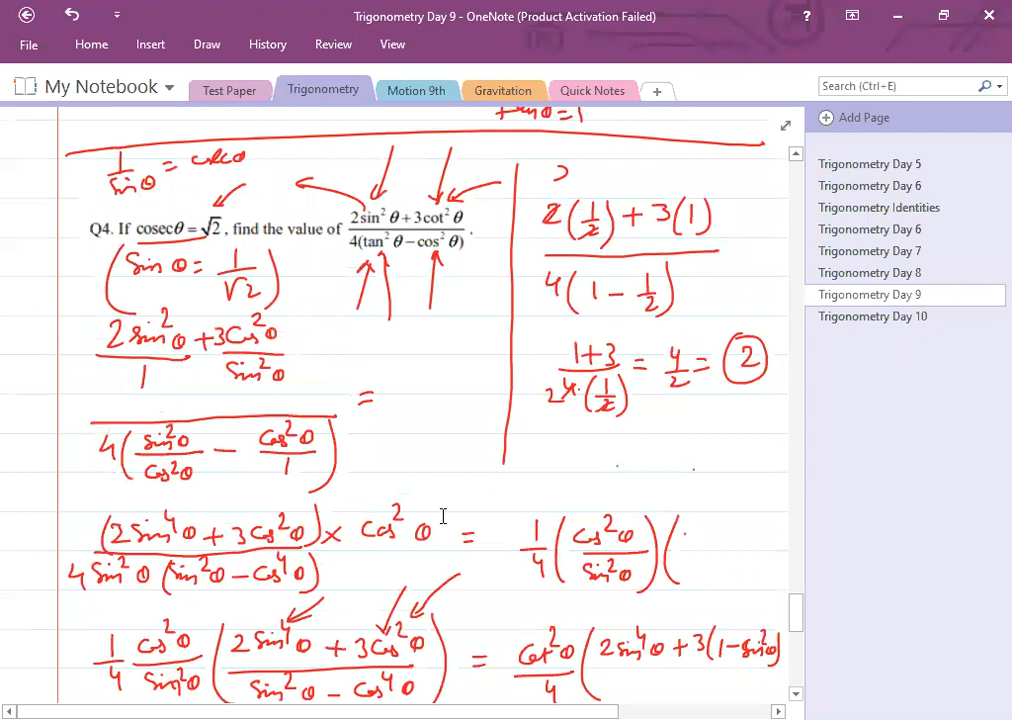 Trigonometry Day 9 - OneNote (Product Activation Failed)
File Home Insert Draw History Review View
My Notebook Test Paper Trigonometry Motion 9th Gravitation Quick Notes + Search (Ctrl+E)
Add Page
Trigonometry Day 5
Trigonometry Day 6
Trigonometry Identities
Trigonometry Day 6
Trigonometry Day 7
Trigonometry Day 8
Trigonometry Day 9
Trigonometry Day 10
tanθ=1
1/sinθ = cscθ
Q4. If cosecθ = √2, find the value of (2sin²θ+3cot²θ)/(4(tan²θ−cos²θ)).
(Sinθ = 1/√2)
2sin²θ/1 + 3Cos²θ/Sin²θ
=
4(sin²θ/Cos²θ − Cos²θ/1)
(2sin⁴θ + 3Cos²θ)/(4Sin²θ(Sin²θ−Cos⁴θ)) × Cos²θ = 1/4 (Cos²θ/Sin²θ)(
1/4 Cos²θ/Sin²θ ((2Sin⁴θ + 3Cos²θ)/(Sin²θ − Cos⁴θ)) = Cot²θ/4 (2Sin⁴θ + 3(1−Sin²θ)
2(1/2)+3(1)
4(1−1/2)
(1+3)/(4(1/2)) = 4/2 = 2